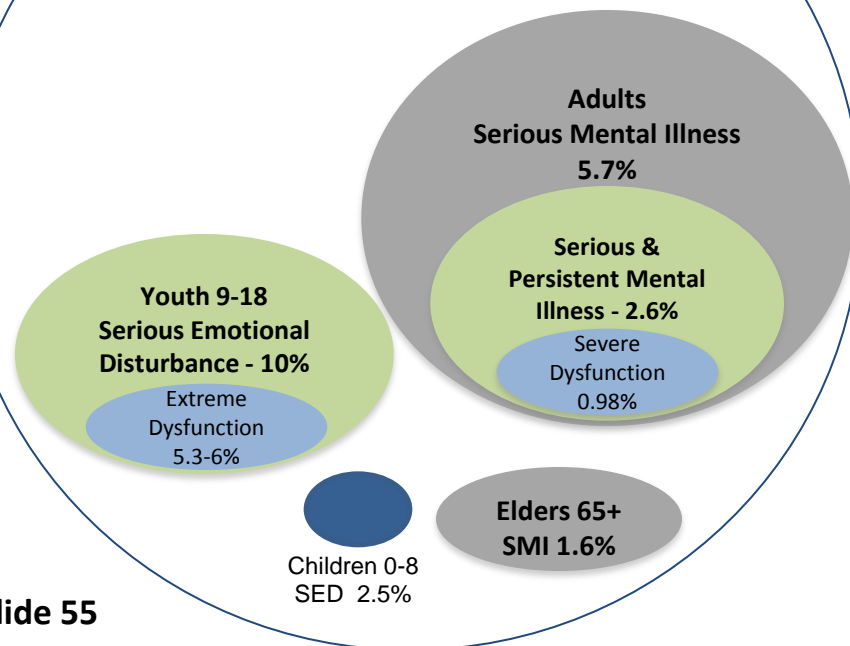 Adults
Serious Mental Illness
5.7%
Serious &
Persistent Mental
Illness - 2.6%
Severe
Dysfunction
0.98%
Youth 9-18
Serious Emotional
Disturbance - 10%
Extreme
Dysfunction
5.3-6%
Children 0-8
SED 2.5%
Elders 65+
SMI 1.6%
lide 55